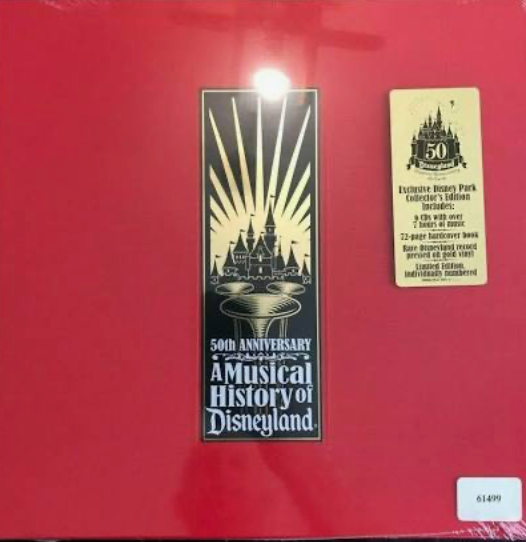 50th ANNIVERSARY
A Musical
History of
Disneyland
50
Disneyland
Exclusive Disney Park
Collector's Edition
Includes:
6 CDs with over
7 hours of music
72-page hardcover book
Rare Disneyland record
pressed on gold vinyl
Limited Edition,
individually numbered
61499